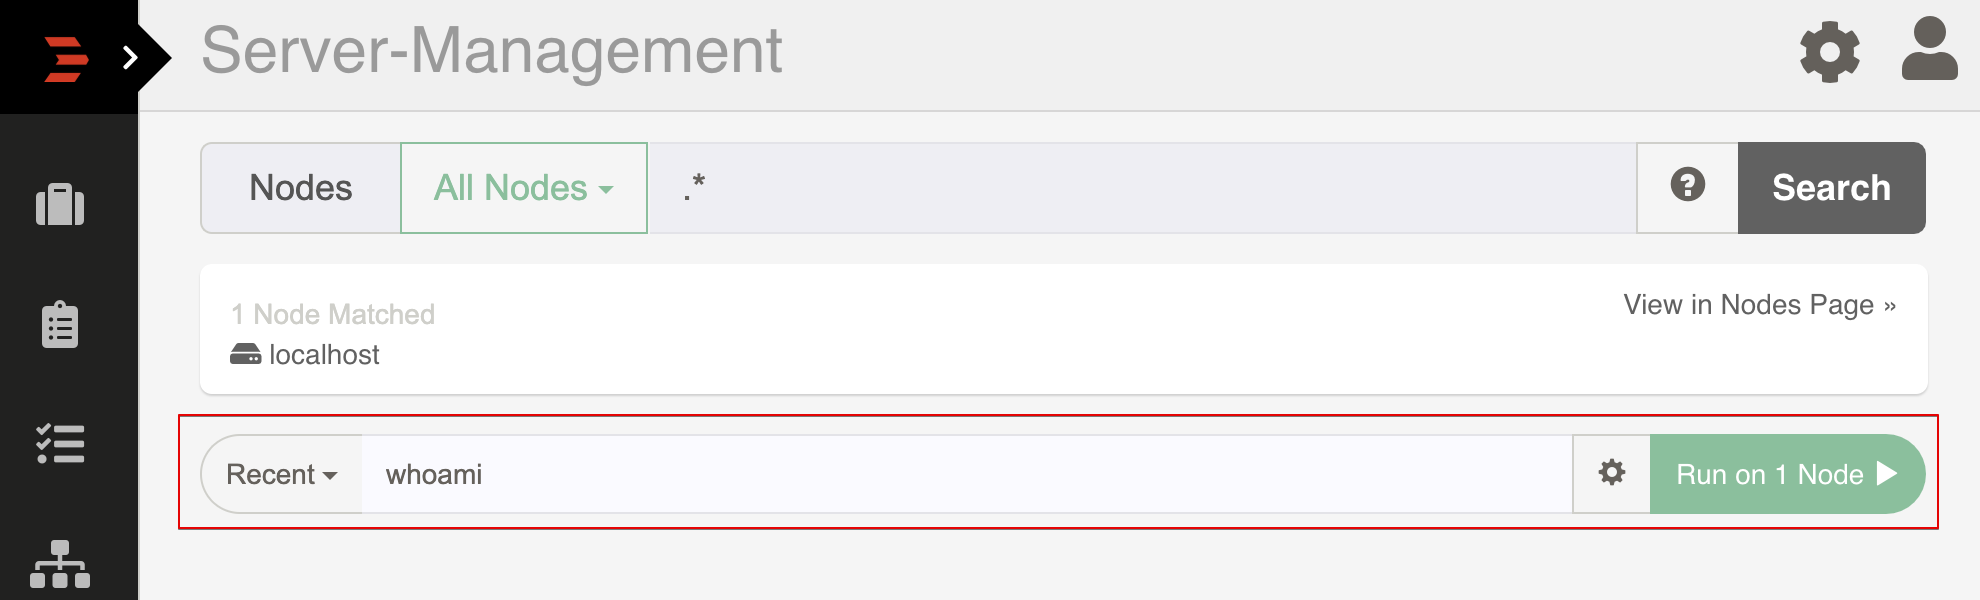 Server-Management
Nodes All Nodes .* ? Search
1 Node Matched View in Nodes Page »
localhost
Recent whoami Run on 1 Node